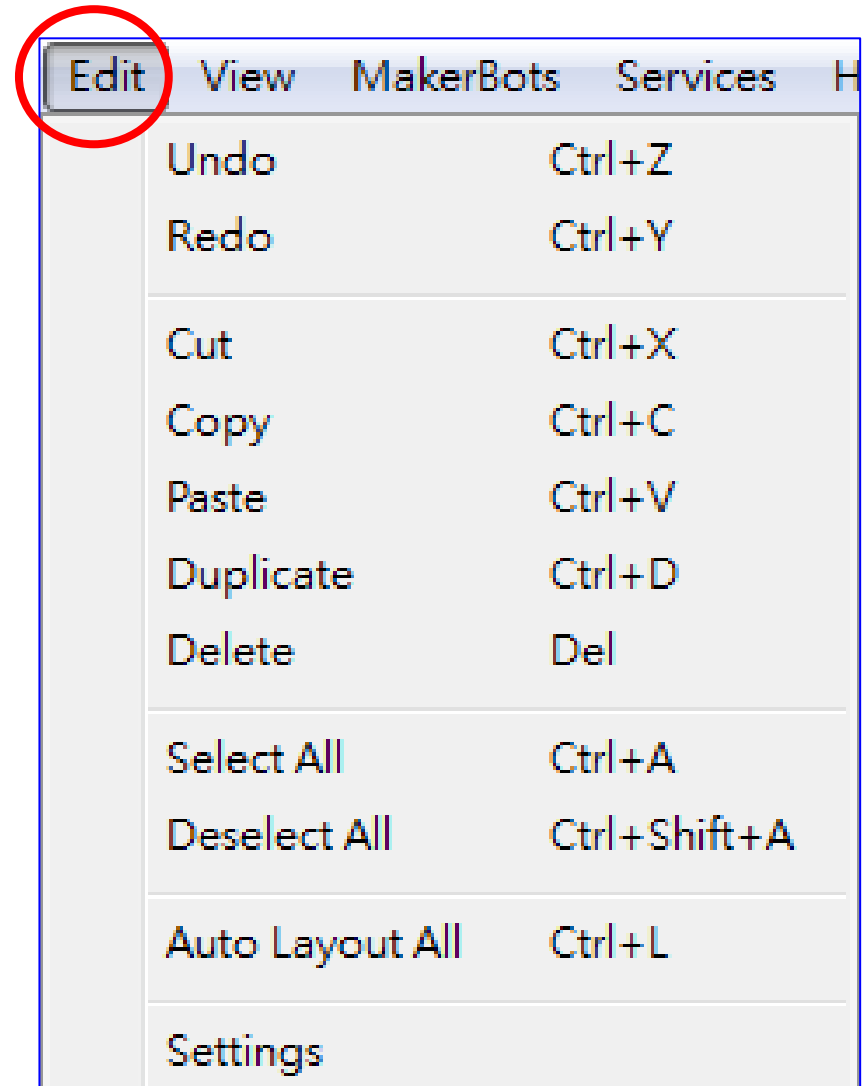 Edit View MakerBots Services H
Undo Ctrl+Z
Redo Ctrl+Y
Cut Ctrl+X
Copy Ctrl+C
Paste Ctrl+V
Duplicate Ctrl+D
Delete Del
Select All Ctrl+A
Deselect All Ctrl+Shift+A
Auto Layout All Ctrl+L
Settings